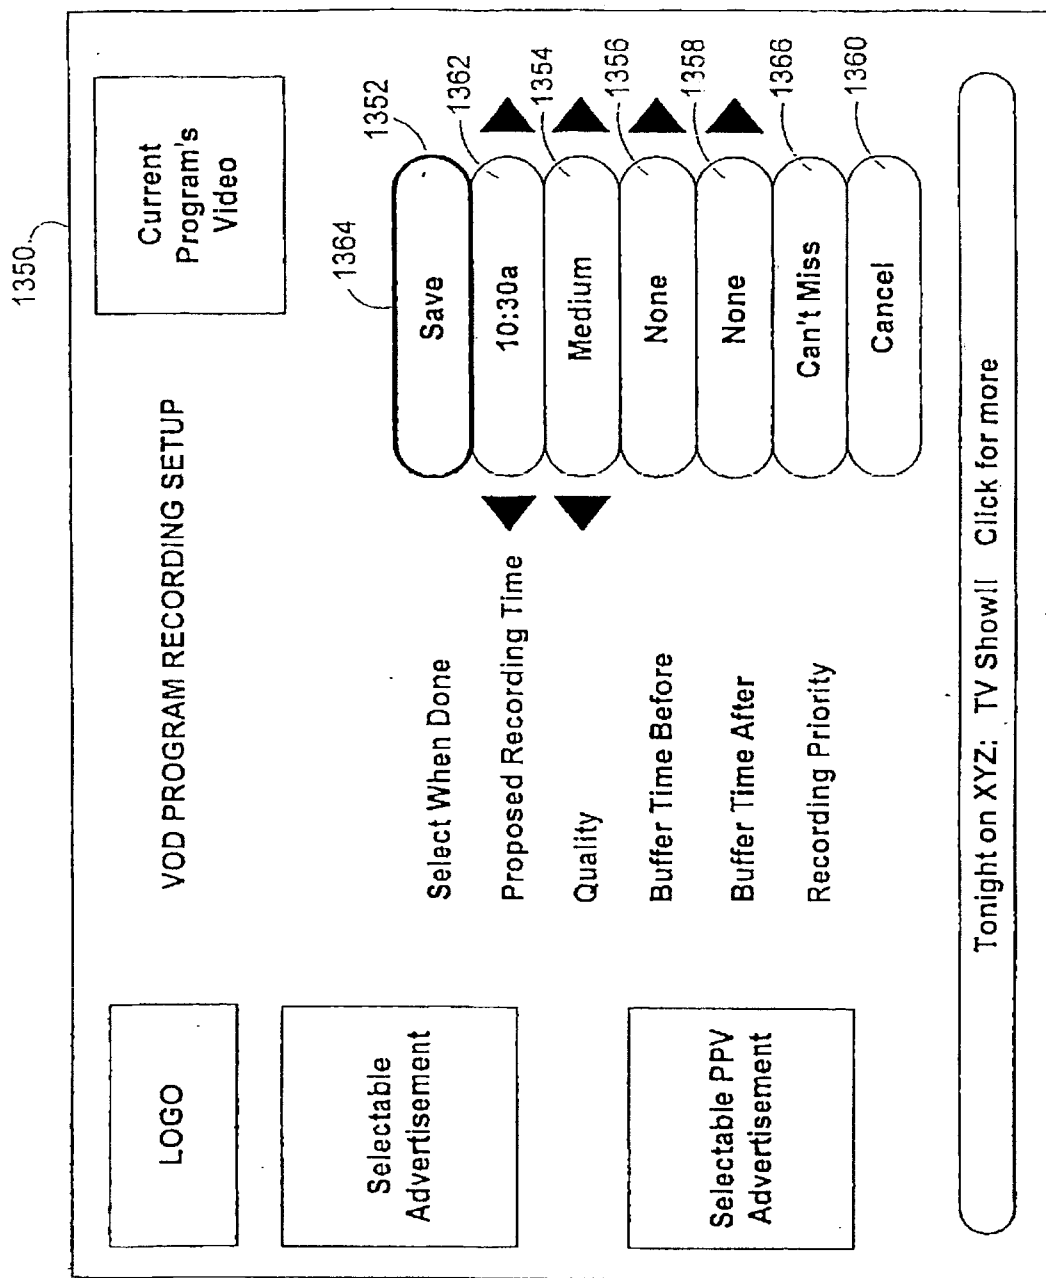 1350
LOGO
VOD PROGRAM RECORDING SETUP
Current
Program's
Video
Selectable
Advertisement
Selectable PPV
Advertisement
1364
1352
Select When Done
Save
1362
Proposed Recording Time
10:30a
1354
Quality
Medium
1356
Buffer Time Before
None
1358
Buffer Time After
None
1366
Recording Priority
Can't Miss
1360
Cancel
Tonight on XYZ: TV Show!! Click for more